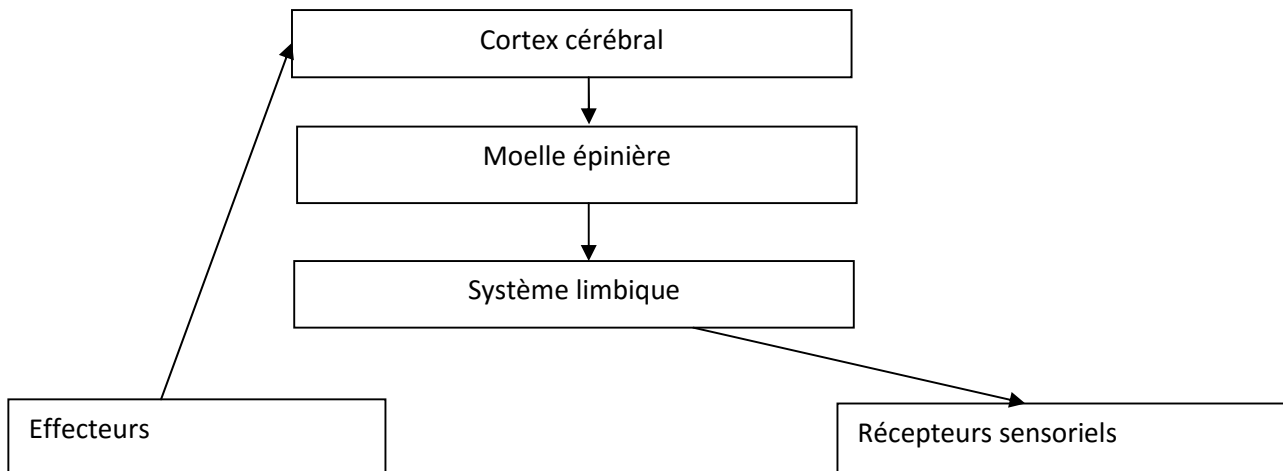 Cortex cérébral
Moelle épinière
Système limbique
Effecteurs
Récepteurs sensoriels